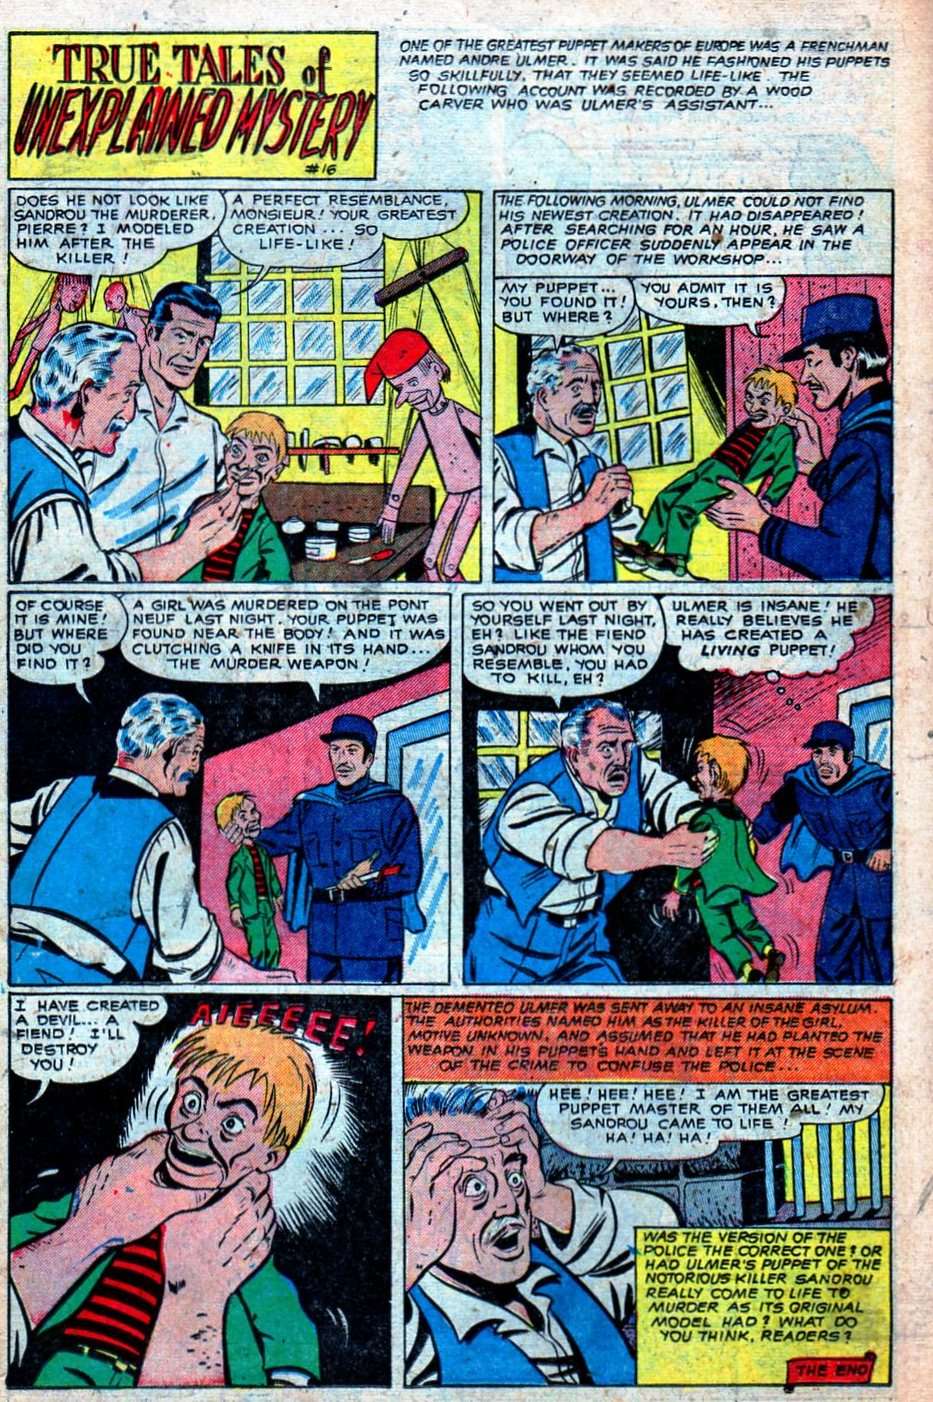 TRUE TALES of
UNEXPLAINED MYSTERY
#16
ONE OF THE GREATEST PUPPET MAKERS OF EUROPE WAS A FRENCHMAN
NAMED ANDRE ULMER. IT WAS SAID HE FASHIONED HIS PUPPETS
SO SKILLFULLY, THAT THEY SEEMED LIFE-LIKE. THE
FOLLOWING ACCOUNT WAS RECORDED BY A WOOD
CARVER WHO WAS ULMER'S ASSISTANT...
DOES HE NOT LOOK LIKE
SANDROU THE MURDERER,
PIERRE? I MODELED
HIM AFTER THE
KILLER!
A PERFECT RESEMBLANCE,
MONSIEUR! YOUR GREATEST
CREATION... SO
LIFE-LIKE!
THE FOLLOWING MORNING, ULMER COULD NOT FIND
HIS NEWEST CREATION. IT HAD DISAPPEARED!
AFTER SEARCHING FOR AN HOUR, HE SAW A
POLICE OFFICER SUDDENLY APPEAR IN THE
DOORWAY OF THE WORKSHOP...
MY PUPPET...
YOU FOUND IT!
BUT WHERE?
YOU ADMIT IT IS
YOURS, THEN?
OF COURSE
IT IS MINE!
BUT WHERE
DID YOU
FIND IT?
A GIRL WAS MURDERED ON THE PONT
NEUF LAST NIGHT. YOUR PUPPET WAS
FOUND NEAR THE BODY! AND IT WAS
CLUTCHING A KNIFE IN ITS HAND...
THE MURDER WEAPON!
SO YOU WENT OUT BY
YOURSELF LAST NIGHT,
EH? LIKE THE FIEND
SANDROU WHOM YOU
RESEMBLE, YOU HAD
TO KILL, EH?
ULMER IS INSANE! HE
REALLY BELIEVES HE
HAS CREATED A
LIVING PUPPET!
I HAVE CREATED
A DEVIL... A
FIEND! I'LL
DESTROY
YOU!
AIEEEEE!
THE DEMENTED ULMER WAS SENT AWAY TO AN INSANE ASYLUM.
THE AUTHORITIES NAMED HIM AS THE KILLER OF THE GIRL,
MOTIVE UNKNOWN, AND ASSUMED THAT HE HAD PLANTED THE
WEAPON IN HIS PUPPET'S HAND AND LEFT IT AT THE SCENE
OF THE CRIME TO CONFUSE THE POLICE...
HEE! HEE! HEE! I AM THE GREATEST
PUPPET MASTER OF THEM ALL! MY
SANDROU CAME TO LIFE!
HA! HA! HA!
WAS THE VERSION OF THE
POLICE THE CORRECT ONE? OR
HAD ULMER'S PUPPET OF THE
NOTORIOUS KILLER SANDROU
REALLY COME TO LIFE TO
MURDER AS ITS ORIGINAL
MODEL HAD? WHAT DO
YOU THINK, READERS?
THE END